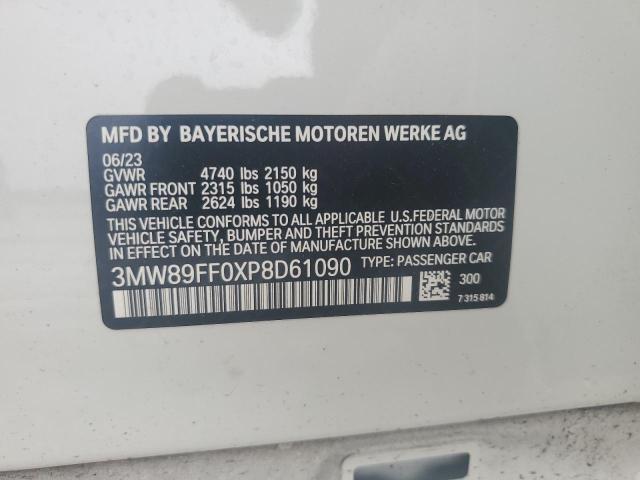 MFD BY BAYERISCHE MOTOREN WERKE AG
06/23
GVWR 4740 lbs 2150 kg
GAWR FRONT 2315 lbs 1050 kg
GAWR REAR 2624 lbs 1190 kg
THIS VEHICLE CONFORMS TO ALL APPLICABLE U.S.FEDERAL MOTOR
VEHICLE SAFETY, BUMPER AND THEFT PREVENTION STANDARDS
IN EFFECT ON THE DATE OF MANUFACTURE SHOWN ABOVE.
3MW89FF0XP8D61090 TYPE: PASSENGER CAR
300
7 315 814